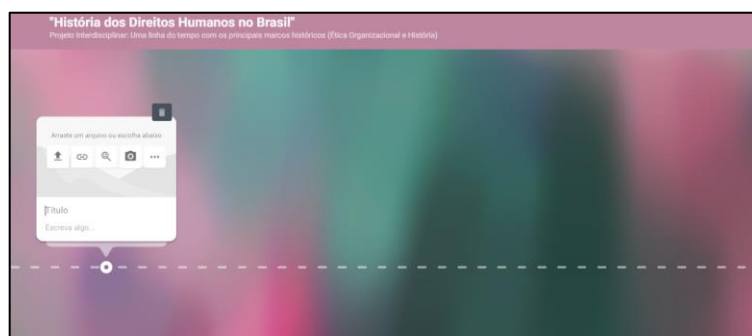 "História dos Direitos Humanos no Brasil"
Projeto Interdisciplinar: Uma linha do tempo com os principais marcos históricos (Ética Organizacional e História)
Arraste um arquivo ou escolha abaixo
Título
Escreva algo...